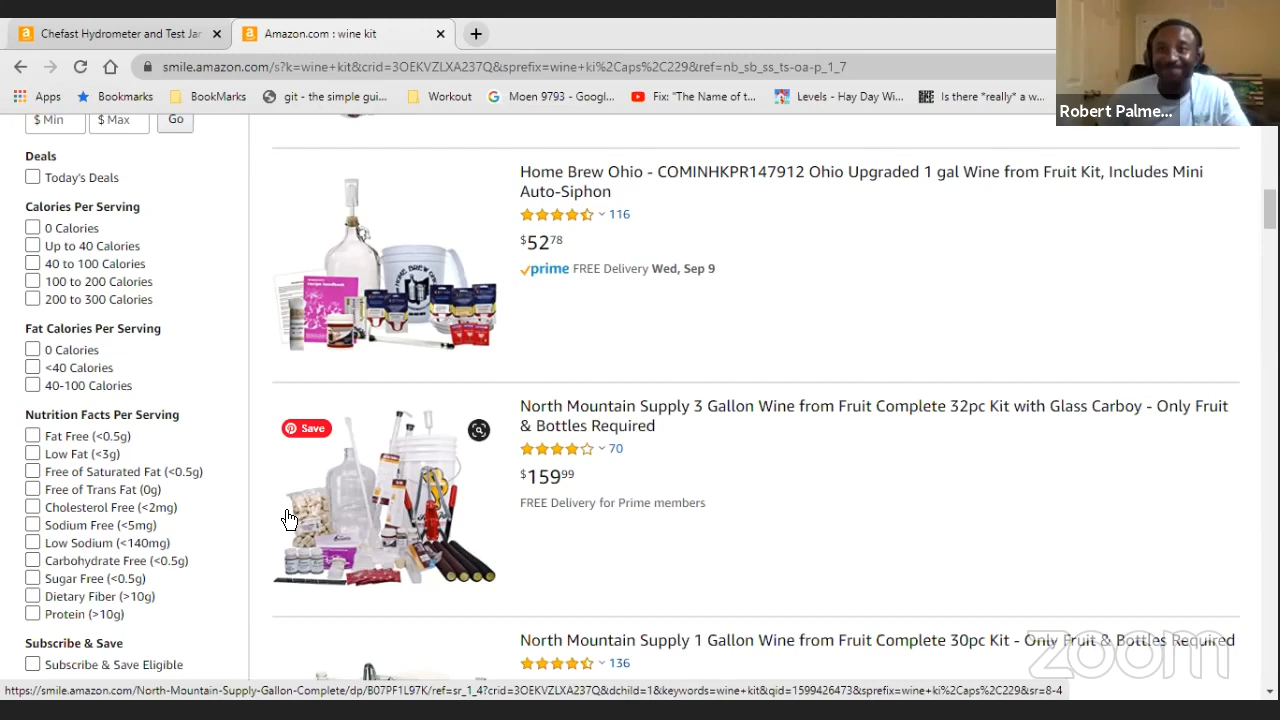 Chefast Hydrometer and Test Jar
Amazon.com : wine kit
smile.amazon.com/s?k=wine+kit&crid=3OEKVZLXA237Q&sprefix=wine+ki%2Caps%2C229&ref=nb_sb_ss_ts-oa-p_1_7
Apps
Bookmarks
BookMarks
git - the simple gui...
Workout
Moen 9793 - Googl...
Fix: "The Name of t...
Levels - Hay Day Wi...
Is there *really* a w...
Robert Palme...
$ Min
$ Max
Go
Deals
Today's Deals
Calories Per Serving
0 Calories
Up to 40 Calories
40 to 100 Calories
100 to 200 Calories
200 to 300 Calories
Fat Calories Per Serving
0 Calories
<40 Calories
40-100 Calories
Nutrition Facts Per Serving
Fat Free (<0.5g)
Low Fat (<3g)
Free of Saturated Fat (<0.5g)
Free of Trans Fat (0g)
Cholesterol Free (<2mg)
Sodium Free (<5mg)
Low Sodium (<140mg)
Carbohydrate Free (<0.5g)
Sugar Free (<0.5g)
Dietary Fiber (>10g)
Protein (>10g)
Subscribe & Save
Subscribe & Save Eligible
Home Brew Ohio - COMINHKPR147912 Ohio Upgraded 1 gal Wine from Fruit Kit, Includes Mini
Auto-Siphon
116
$52.78
prime FREE Delivery Wed, Sep 9
Save
North Mountain Supply 3 Gallon Wine from Fruit Complete 32pc Kit with Glass Carboy - Only Fruit
& Bottles Required
70
$159.99
FREE Delivery for Prime members
North Mountain Supply 1 Gallon Wine from Fruit Complete 30pc Kit - Only Fruit & Bottles Required
136
zoom
https://smile.amazon.com/North-Mountain-Supply-Gallon-Complete/dp/B07PF1L97K/ref=sr_1_4?crid=3OEKVZLXA237Q&dchild=1&keywords=wine+kit&qid=1599426473&sprefix=wine+ki%2Caps%2C229&sr=8-4